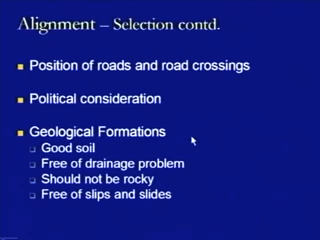 Alignment – Selection contd.
Position of roads and road crossings
Political consideration
Geological Formations
Good soil
Free of drainage problem
Should not be rocky
Free of slips and slides